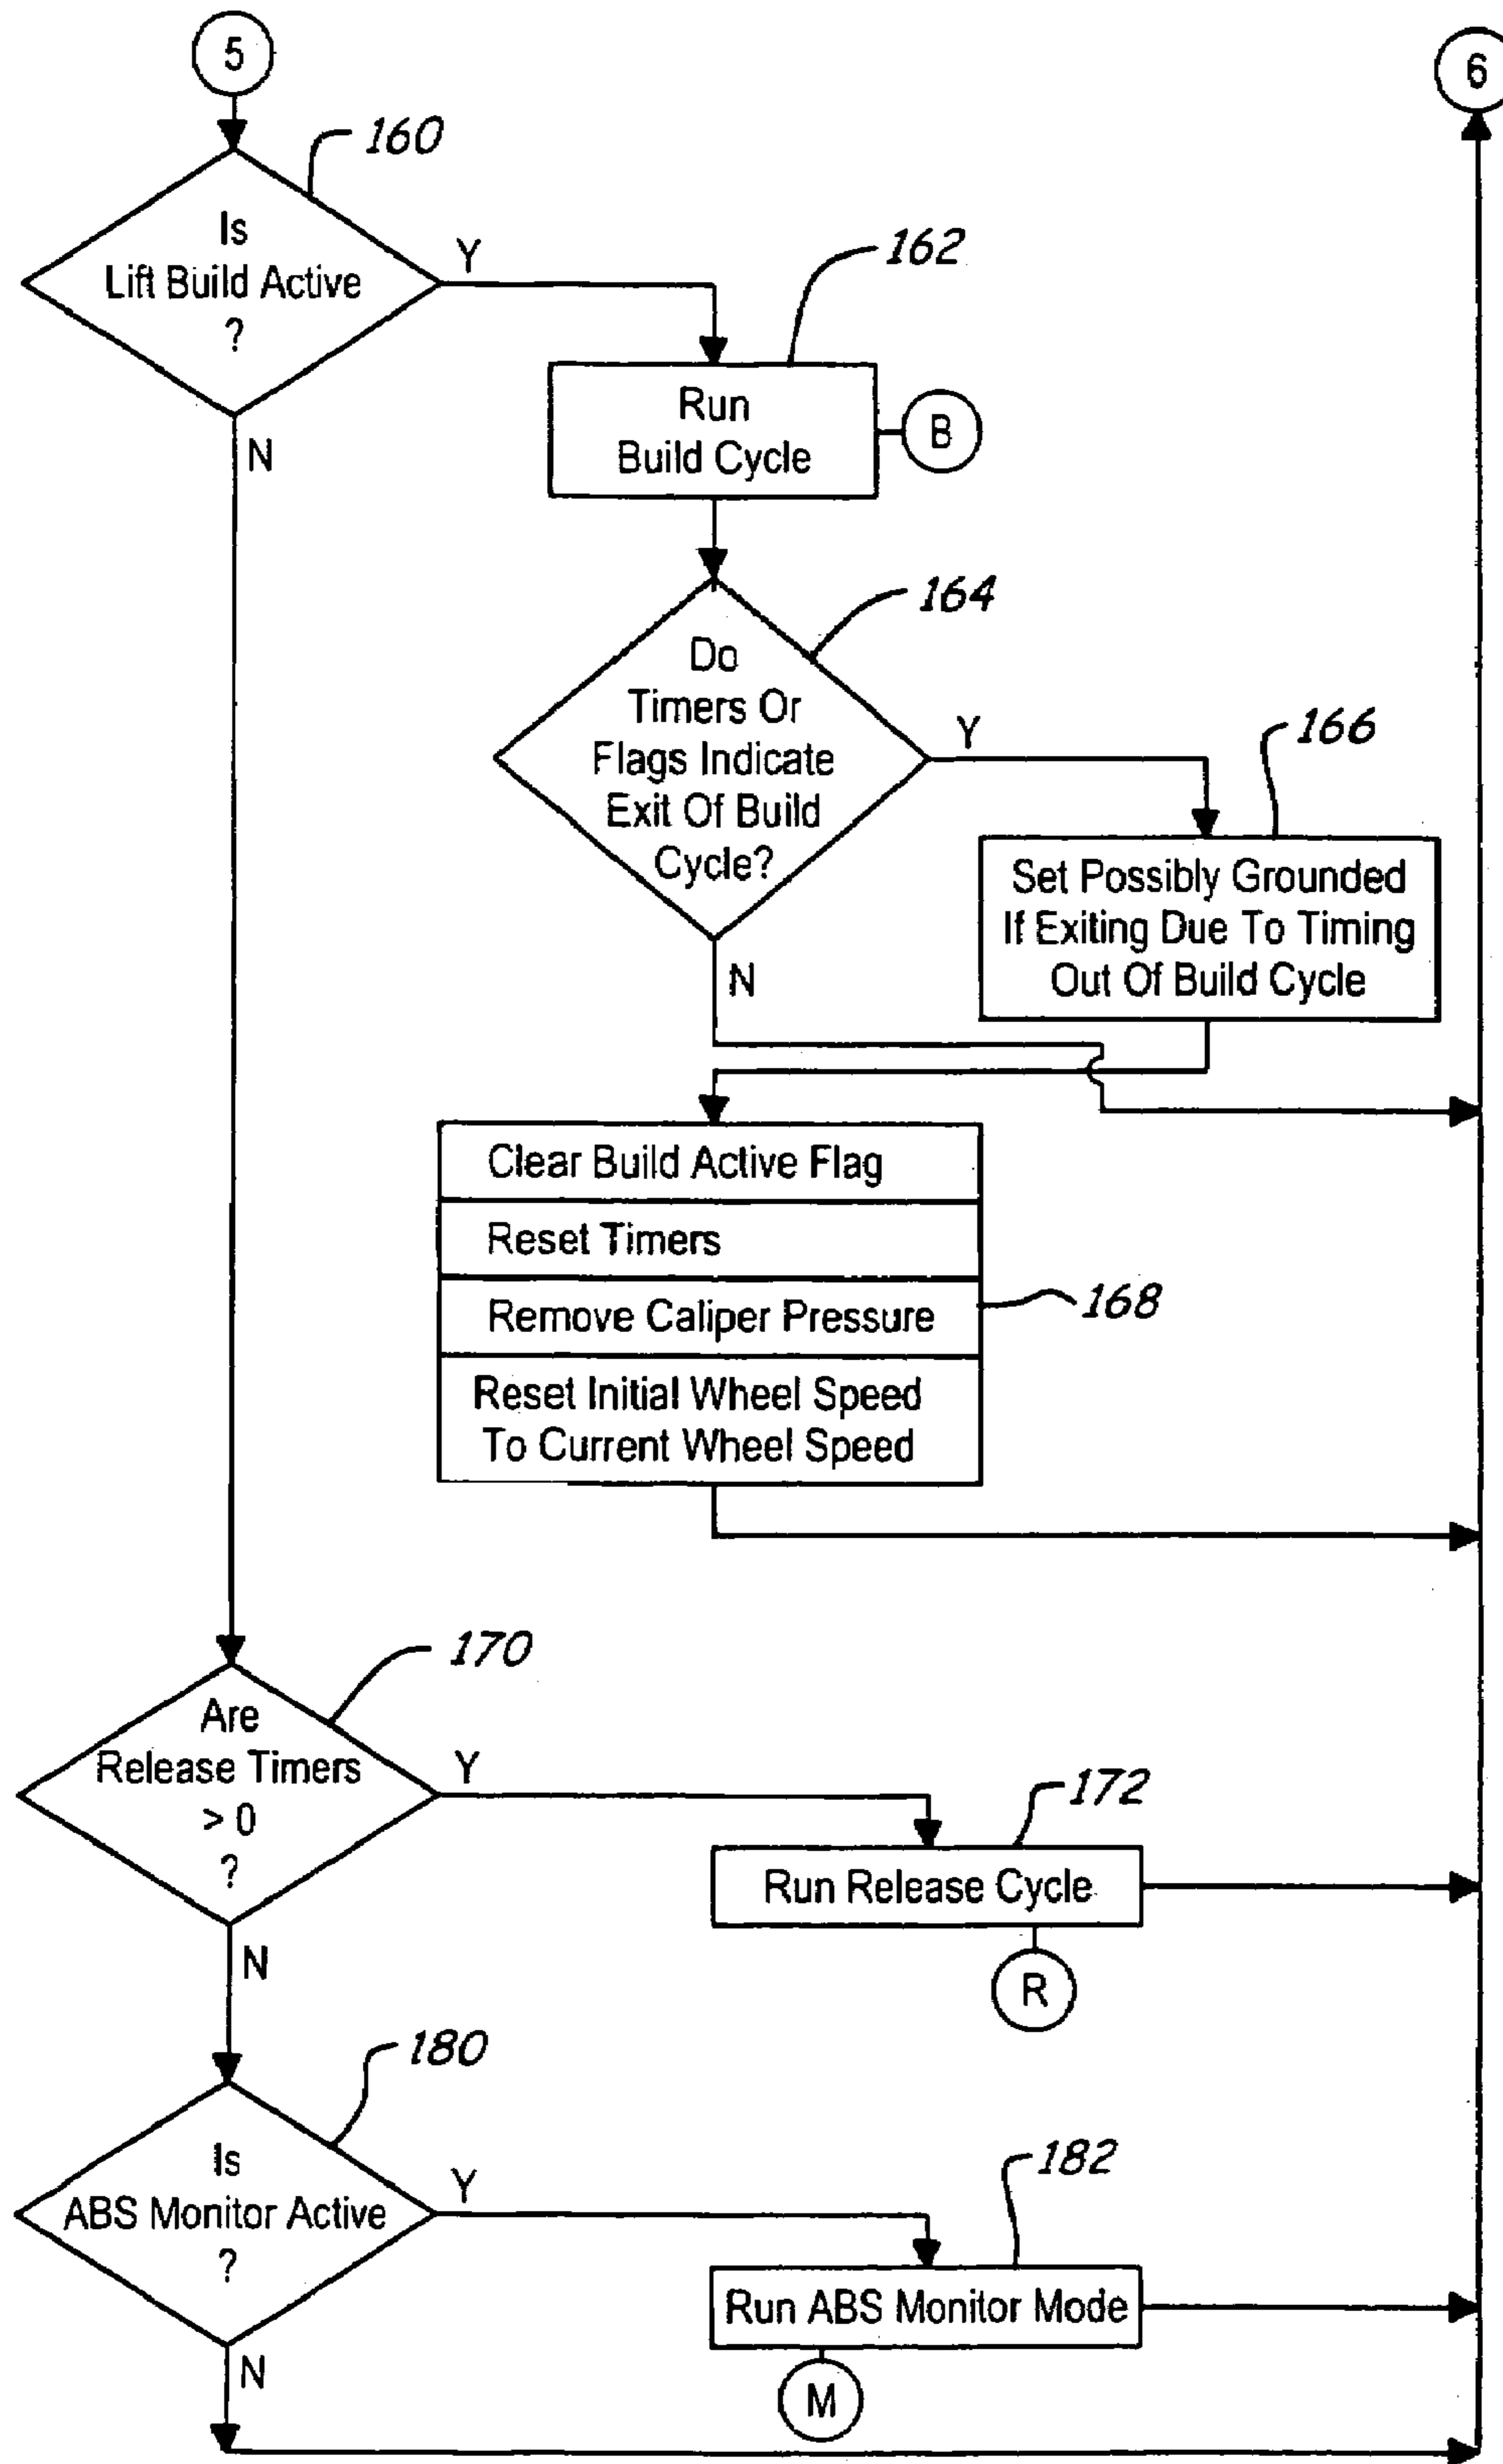 5
6
160
Is
Lift Build Active
?
Y
N
162
Run
Build Cycle
B
164
Do
Timers Or
Flags Indicate
Exit Of Build
Cycle?
Y
N
166
Set Possibly Grounded
If Exiting Due To Timing
Out Of Build Cycle
Clear Build Active Flag
Reset Timers
Remove Caliper Pressure
168
Reset Initial Wheel Speed
To Current Wheel Speed
170
Are
Release Timers
> 0
?
Y
N
172
Run Release Cycle
R
180
Is
ABS Monitor Active
?
Y
N
182
Run ABS Monitor Mode
M